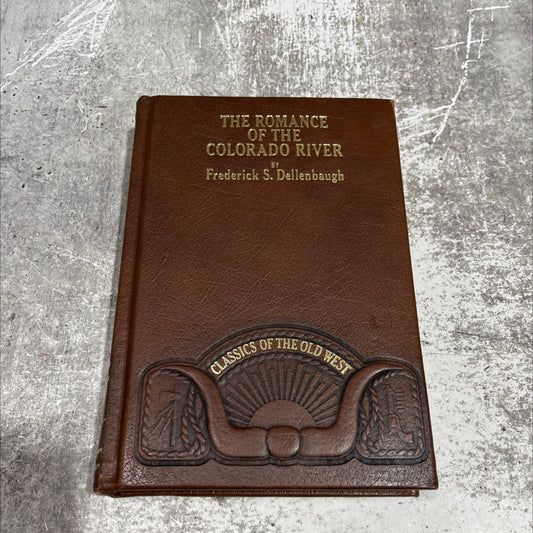 THE ROMANCE
OF THE
COLORADO RIVER
BY
Frederick S. Dellenbaugh
CLASSICS OF THE OLD WEST